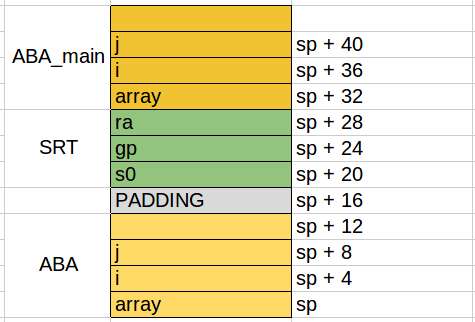 ABA_main
j sp + 40
i sp + 36
array sp + 32
SRT
ra sp + 28
gp sp + 24
s0 sp + 20
PADDING sp + 16
ABA
sp + 12
j sp + 8
i sp + 4
array sp